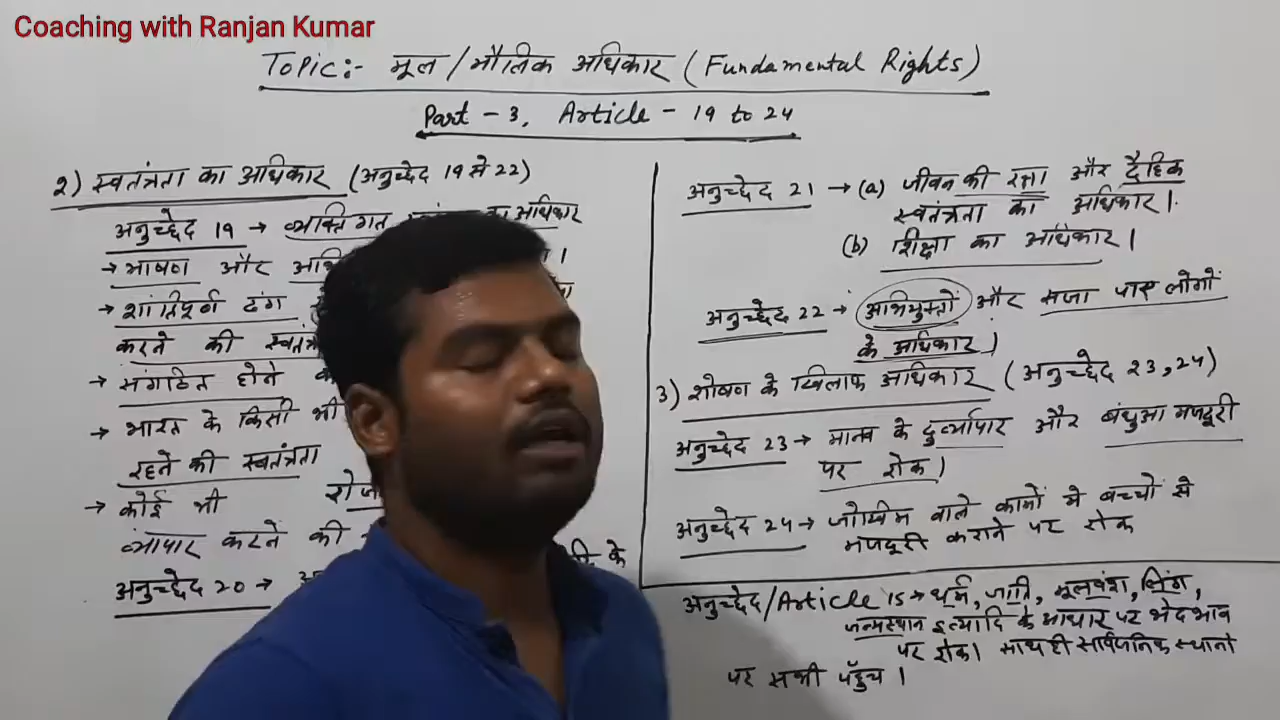 Coaching with Ranjan Kumar
Topic:- मूल/मौलिक अधिकार (Fundamental Rights)
Part - 3, Article - 19 to 24
2) स्वतंत्रता का अधिकार (अनुच्छेद 19 से 22)
अनुच्छेद 19 → व्यक्तिगत का अधिकार
→ भाषण और
→ शांतिपूर्ण ढंग
करने की
→ संगठित होने
→ भारत के किसी भी
रहने की स्वतंत्रता
→ कोई भी
व्यापार करने की
अनुच्छेद 20 → के
अनुच्छेद 21 → (a) जीवन की रक्षा और दैहिक
स्वतंत्रता का अधिकार।
(b) शिक्षा का अधिकार।
अनुच्छेद 22 → अभियुक्तों और सजा पाए लोगों
के अधिकार।
3) शोषण के खिलाफ अधिकार (अनुच्छेद 23, 24)
अनुच्छेद 23 → मानव के दुर्व्यापार और बंधुआ मजदूरी
पर रोक।
अनुच्छेद 24 → जोखिम वाले कामों में बच्चों से
मजदूरी कराने पर रोक
अनुच्छेद/Article 15 → धर्म, जाति, मूलवंश, लिंग,
जन्मस्थान इत्यादि के आधार पर भेदभाव
पर रोक। साथ ही सार्वजनिक स्थानों
पर सभी पहुँच।